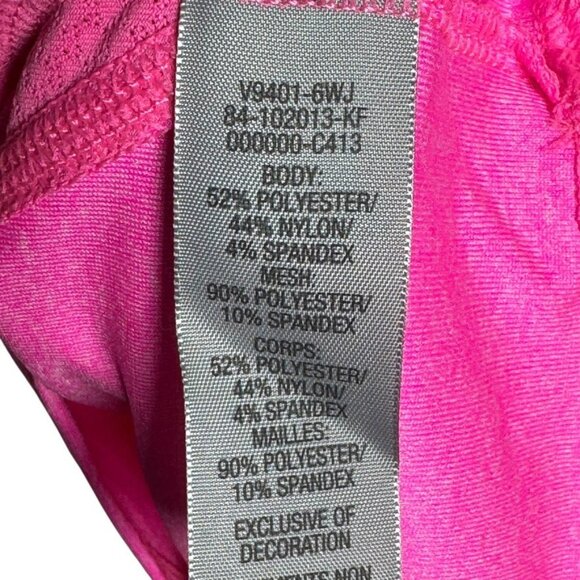 V9401-6WJ
84-102013-KF
000000-C413
BODY:
52% POLYESTER/
44% NYLON/
4% SPANDEX
MESH:
90% POLYESTER/
10% SPANDEX
CORPS:
52% POLYESTER/
44% NYLON/
4% SPANDEX
MAILLES:
90% POLYESTER/
10% SPANDEX
EXCLUSIVE OF
DECORATION
NON